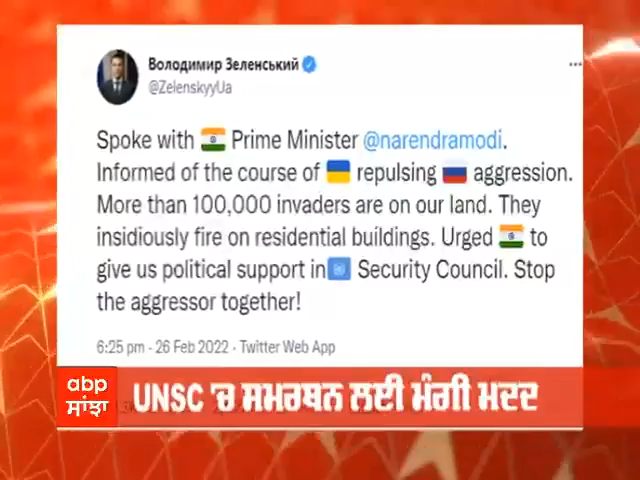 Володимир Зеленський
@ZelenskyyUa
Spoke with 🇮🇳 Prime Minister @narendramodi.
Informed of the course of 🇺🇦 repulsing 🇷🇺 aggression.
More than 100,000 invaders are on our land. They
insidiously fire on residential buildings. Urged 🇮🇳 to
give us political support in🇺🇳 Security Council. Stop
the aggressor together!
6:25 pm · 26 Feb 2022 · Twitter Web App
abp
ਸਾਂਝਾ
UNSC 'ਚ ਸਮਰਥਨ ਲਈ ਮੰਗੀ ਮਦਦ